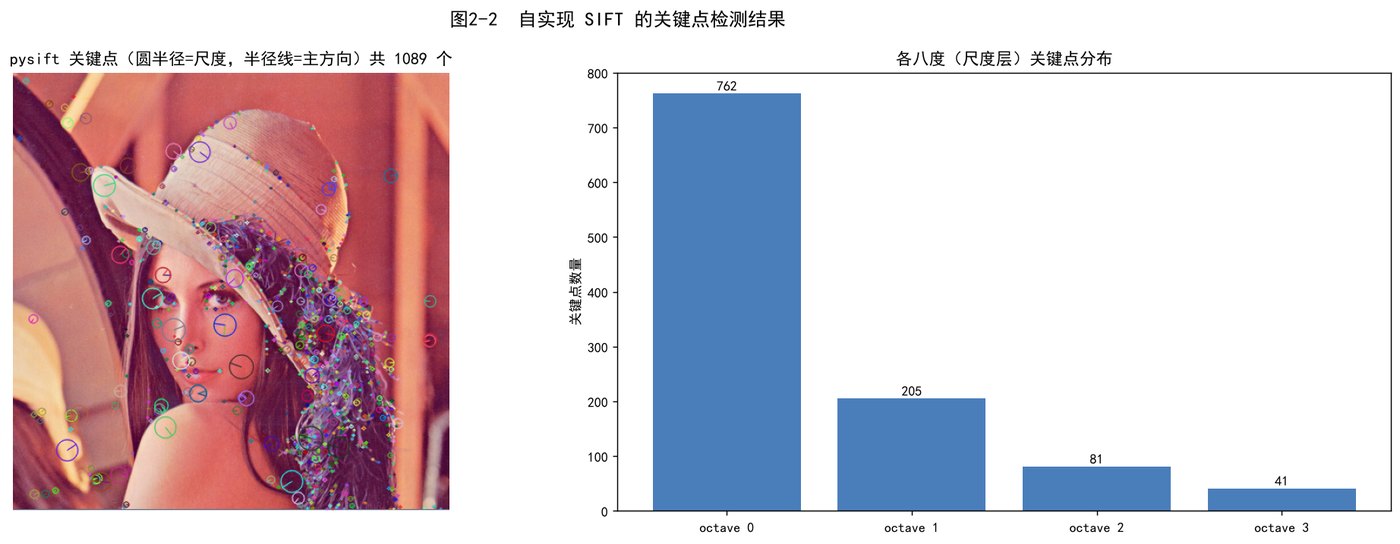 图2-2  自实现 SIFT 的关键点检测结果
pysift 关键点（圆半径=尺度，半径线=主方向）共 1089 个
各八度（尺度层）关键点分布
关键点数量
800
700
600
500
400
300
200
100
0
762
205
81
41
octave 0
octave 1
octave 2
octave 3